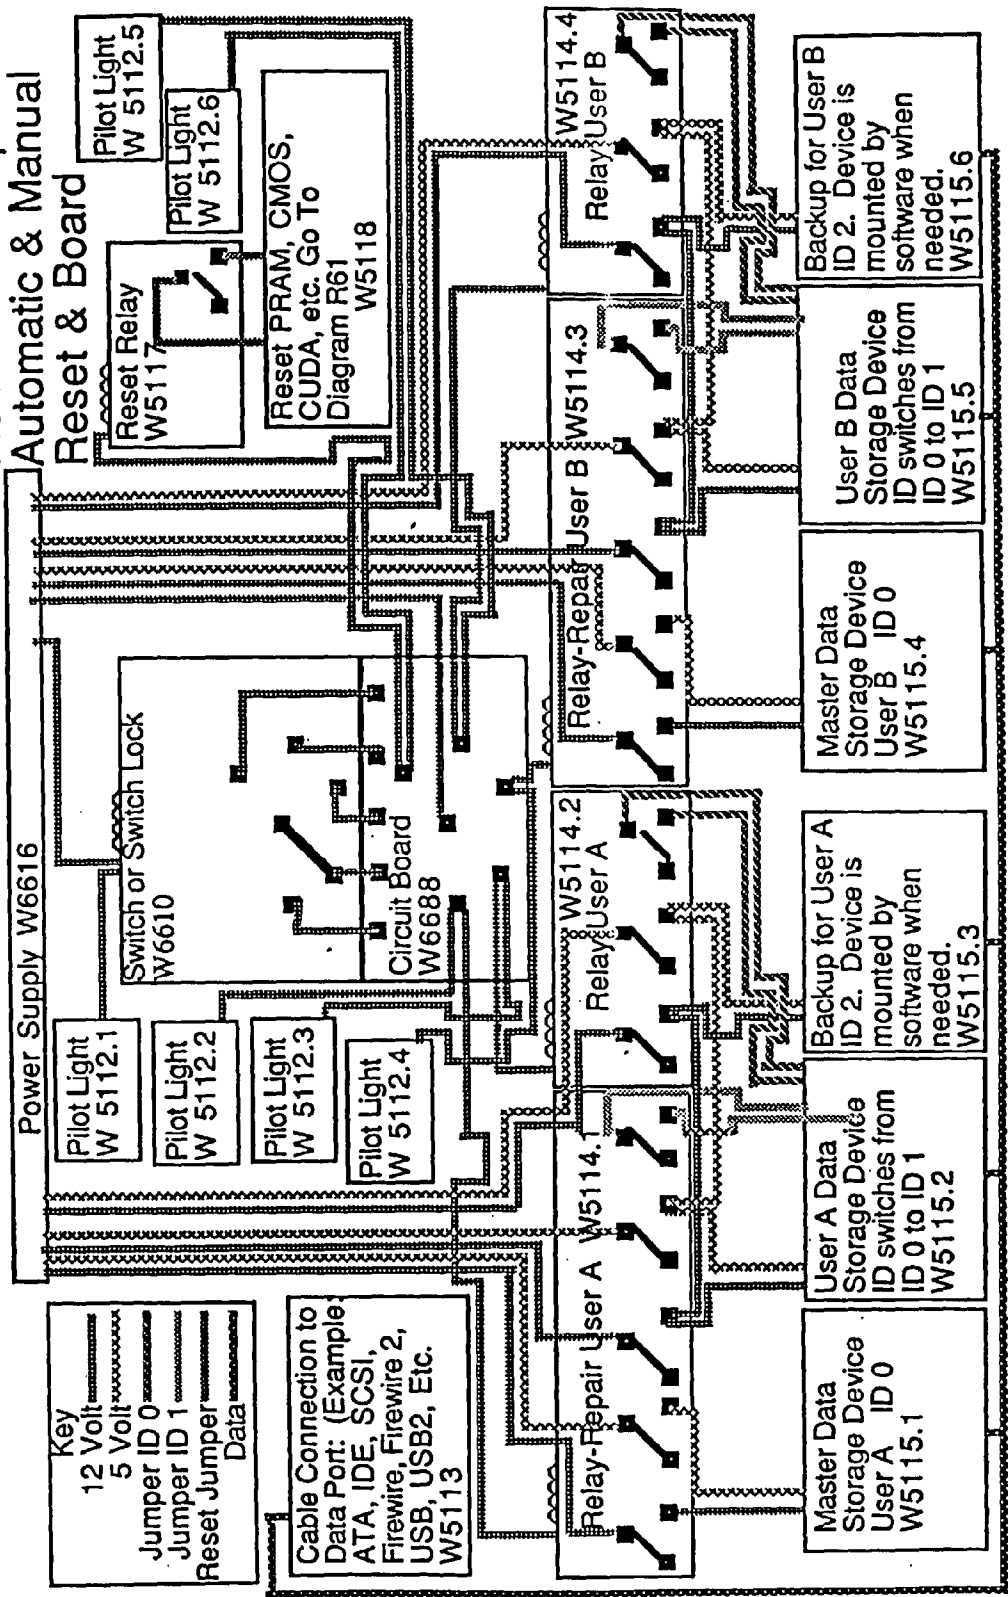 Automatic & Manual
Reset & Board
Power Supply W6616
Key
12 Volt
5 Volt
Jumper ID 0
Jumper ID 1
Reset Jumper
Data
Cable Connection to
Data Port: (Example:
ATA, IDE, SCSI,
Firewire, Firewire 2,
USB, USB2, Etc.
W5113
Pilot Light
W 5112.1
Pilot Light
W 5112.2
Pilot Light
W 5112.3
Pilot Light
W 5112.4
Switch or Switch Lock
W6610
Circuit Board
W6688
Reset Relay
W5117
Pilot Light
W 5112.5
Pilot Light
W 5112.6
Reset PRAM, CMOS,
CUDA, etc. Go To
Diagram R61
W5118
Relay-Repair User A W5114.1
Relay User A
W5114.2
Relay-Repair User B W5114.3
Relay User B
W5114.4
Master Data
Storage Device
User A ID 0
W5115.1
User A Data
Storage Device
ID switches from
ID 0 to ID 1
W5115.2
Backup for User A
ID 2. Device is
mounted by
software when
needed.
W5115.3
Master Data
Storage Device
User B ID 0
W5115.4
User B Data
Storage Device
ID switches from
ID 0 to ID 1
W5115.5
Backup for User B
ID 2. Device is
mounted by
software when
needed.
W5115.6